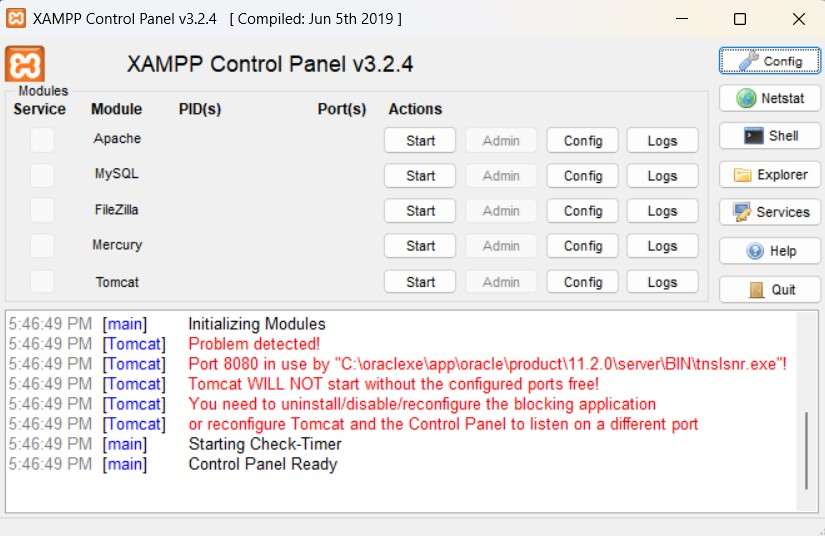 XAMPP Control Panel v3.2.4 [ Compiled: Jun 5th 2019 ]
XAMPP Control Panel v3.2.4
Config
Modules
Service Module PID(s) Port(s) Actions
Netstat
Apache Start Admin Config Logs
Shell
MySQL Start Admin Config Logs
Explorer
FileZilla Start Admin Config Logs
Services
Mercury Start Admin Config Logs
Help
Tomcat Start Admin Config Logs
Quit
5:46:49 PM [main] Initializing Modules
5:46:49 PM [Tomcat] Problem detected!
5:46:49 PM [Tomcat] Port 8080 in use by "C:\oraclexe\app\oracle\product\11.2.0\server\BIN\tnslsnr.exe"!
5:46:49 PM [Tomcat] Tomcat WILL NOT start without the configured ports free!
5:46:49 PM [Tomcat] You need to uninstall/disable/reconfigure the blocking application
5:46:49 PM [Tomcat] or reconfigure Tomcat and the Control Panel to listen on a different port
5:46:49 PM [main] Starting Check-Timer
5:46:49 PM [main] Control Panel Ready